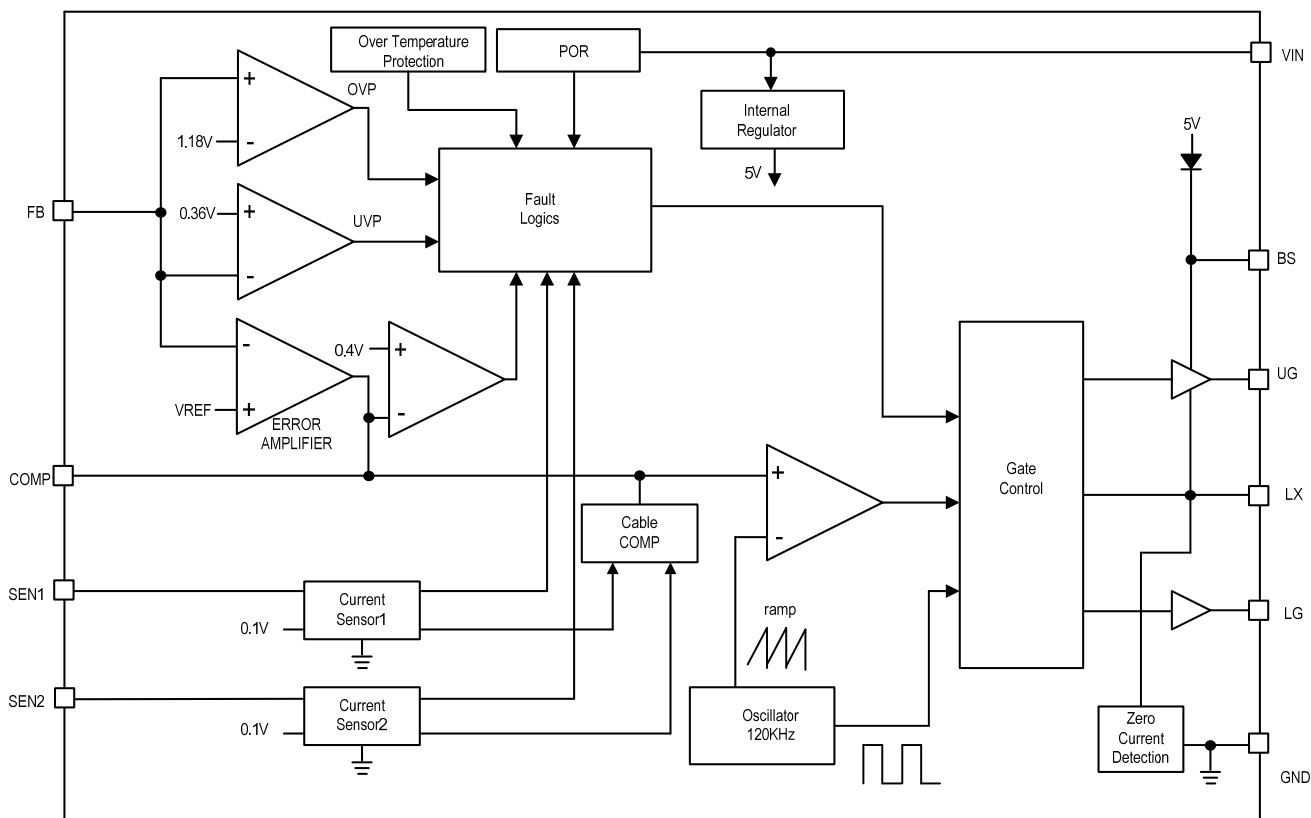 Over Temperature
Protection
POR
VIN
OVP
+
-
1.18V
Internal
Regulator
5V
5V
FB
0.36V
+
-
UVP
Fault
Logics
BS
-
+
VREF
ERROR
AMPLIFIER
0.4V
+
-
UG
COMP
+
-
Gate
Control
LX
Cable
COMP
SEN1
Current
Sensor1
0.1V
ramp
LG
SEN2
Current
Sensor2
0.1V
Oscillator
120KHz
Zero
Current
Detection
GND